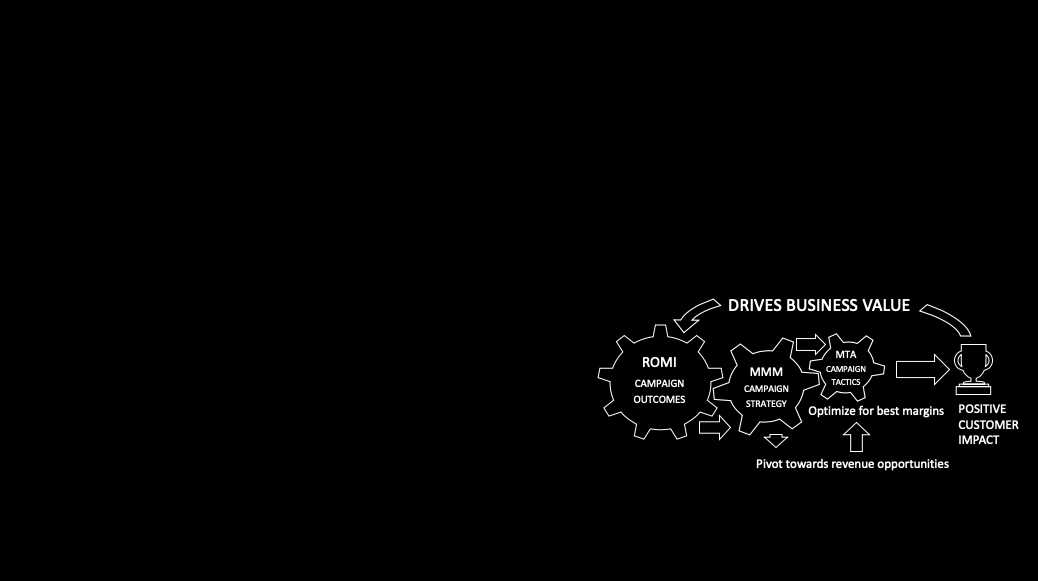 DRIVES BUSINESS VALUE
ROMI
CAMPAIGN
OUTCOMES
MMM
CAMPAIGN
STRATEGY
MTA
CAMPAIGN
TACTICS
Optimize for best margins
POSITIVE
CUSTOMER
IMPACT
Pivot towards revenue opportunities